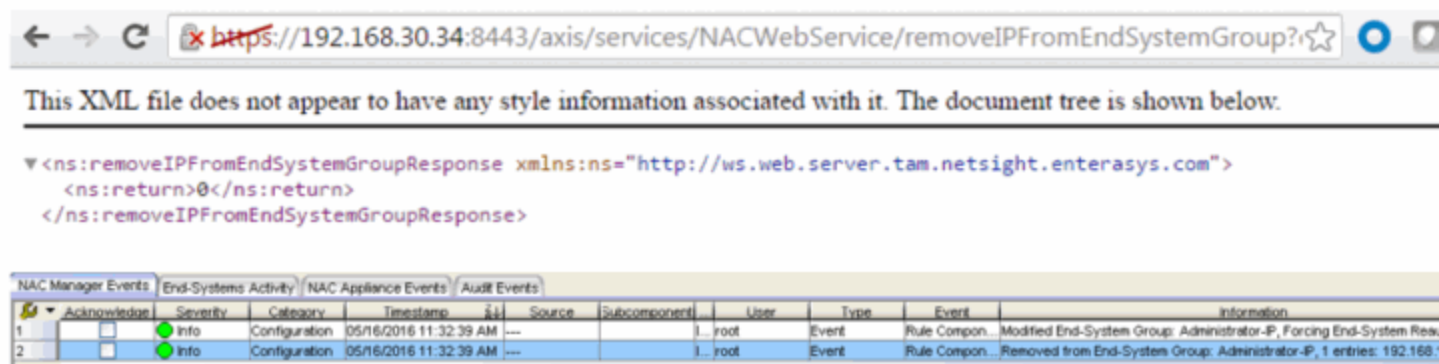 https://192.168.30.34:8443/axis/services/NACWebService/removeIPFromEndSystemGroup?
This XML file does not appear to have any style information associated with it. The document tree is shown below.
▼<ns:removeIPFromEndSystemGroupResponse xmlns:ns="http://ws.web.server.tam.netsight.enterasys.com">
<ns:return>0</ns:return>
</ns:removeIPFromEndSystemGroupResponse>
NAC Manager Events End-Systems Activity NAC Appliance Events Audit Events
Acknowledge Severity Category Timestamp Source Subcomponent ... User Type Event Information
1 Info Configuration 05/16/2016 11:32:39 AM --- I... root Event Rule Compon... Modified End-System Group: Administrator-IP, Forcing End-System Reau
2 Info Configuration 05/16/2016 11:32:39 AM --- I... root Event Rule Compon... Removed from End-System Group: Administrator-IP, 1 entries: 192.168.